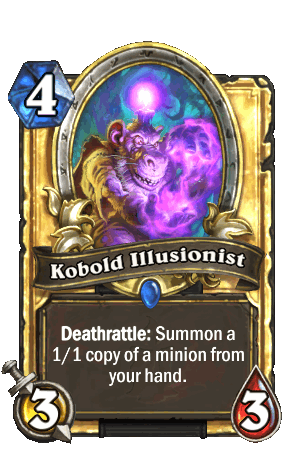 4
Kobold Illusionist
Deathrattle: Summon a
1/1 copy of a minion from
your hand.
3
3